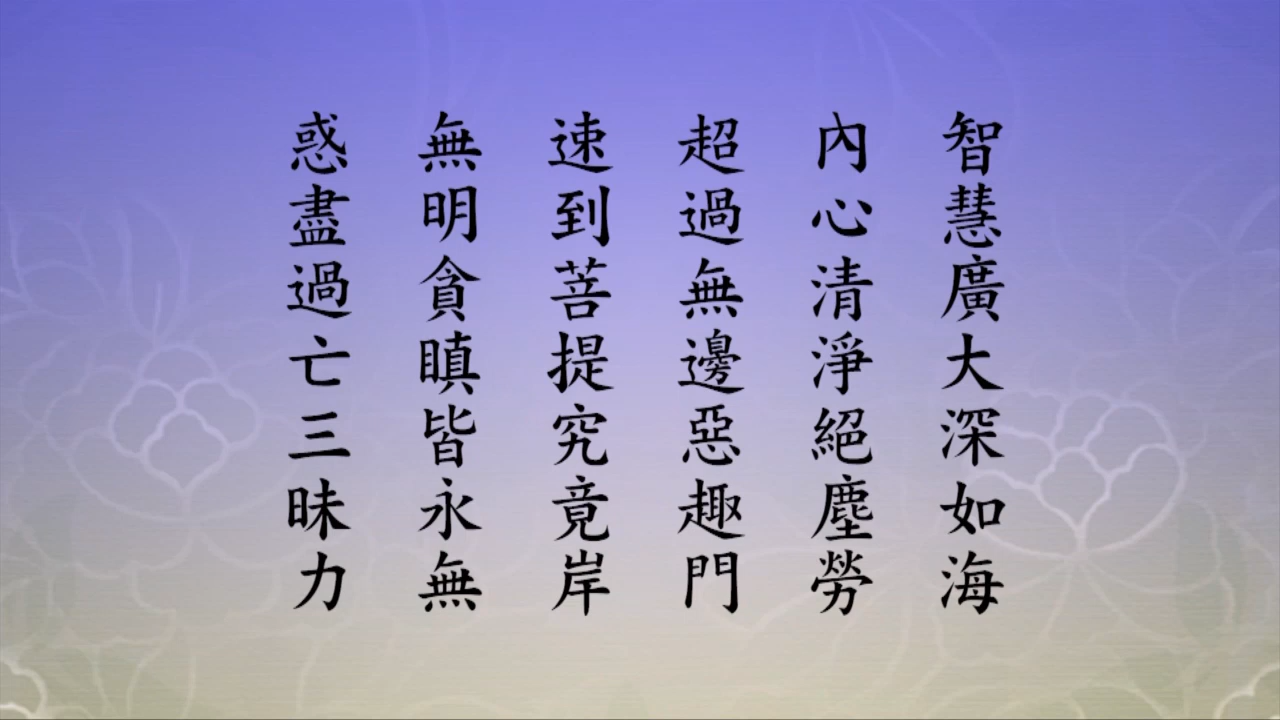 智慧廣大深如海
內心清淨絕塵勞
超過無邊惡趣門
速到菩提究竟岸
無明貪瞋皆永無
惑盡過亡三昧力